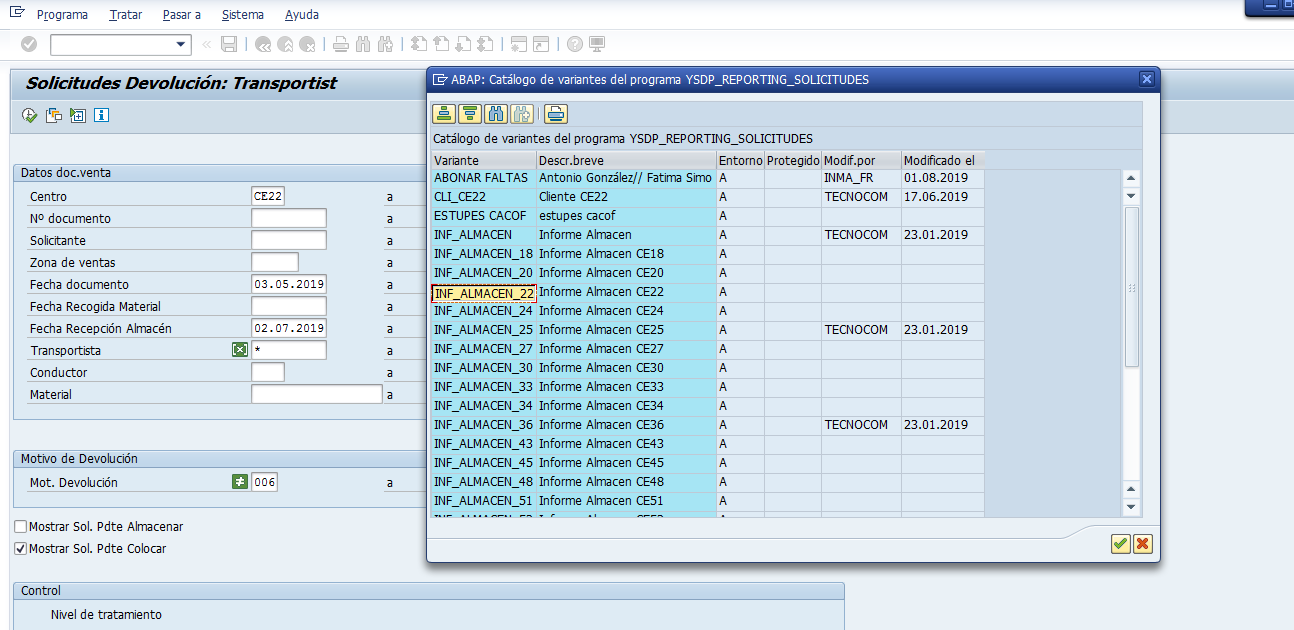 Programa Tratar Pasar a Sistema Ayuda
Solicitudes Devolución: Transportist
Datos doc.venta
Centro CE22 a
Nº documento a
Solicitante a
Zona de ventas a
Fecha documento 03.05.2019 a
Fecha Recogida Material a
Fecha Recepción Almacén 02.07.2019 a
Transportista * a
Conductor a
Material a
Motivo de Devolución
Mot. Devolución 006 a
Mostrar Sol. Pdte Almacenar
Mostrar Sol. Pdte Colocar
Control
Nivel de tratamiento
ABAP: Catálogo de variantes del programa YSDP_REPORTING_SOLICITUDES
Catálogo de variantes del programa YSDP_REPORTING_SOLICITUDES
Variante Descr.breve Entorno Protegido Modif.por Modificado el
ABONAR FALTAS Antonio González// Fatima Simo A INMA_FR 01.08.2019
CLI_CE22 Cliente CE22 A TECNOCOM 17.06.2019
ESTUPES CACOF estupes cacof A
INF_ALMACEN Informe Almacen A TECNOCOM 23.01.2019
INF_ALMACEN_18 Informe Almacen CE18 A
INF_ALMACEN_20 Informe Almacen CE20 A
INF_ALMACEN_22 Informe Almacen CE22 A
INF_ALMACEN_24 Informe Almacen CE24 A
INF_ALMACEN_25 Informe Almacen CE25 A TECNOCOM 23.01.2019
INF_ALMACEN_27 Informe Almacen CE27 A
INF_ALMACEN_30 Informe Almacen CE30 A
INF_ALMACEN_33 Informe Almacen CE33 A
INF_ALMACEN_34 Informe Almacen CE34 A
INF_ALMACEN_36 Informe Almacen CE36 A TECNOCOM 23.01.2019
INF_ALMACEN_43 Informe Almacen CE43 A
INF_ALMACEN_45 Informe Almacen CE45 A
INF_ALMACEN_48 Informe Almacen CE48 A
INF_ALMACEN_51 Informe Almacen CE51 A